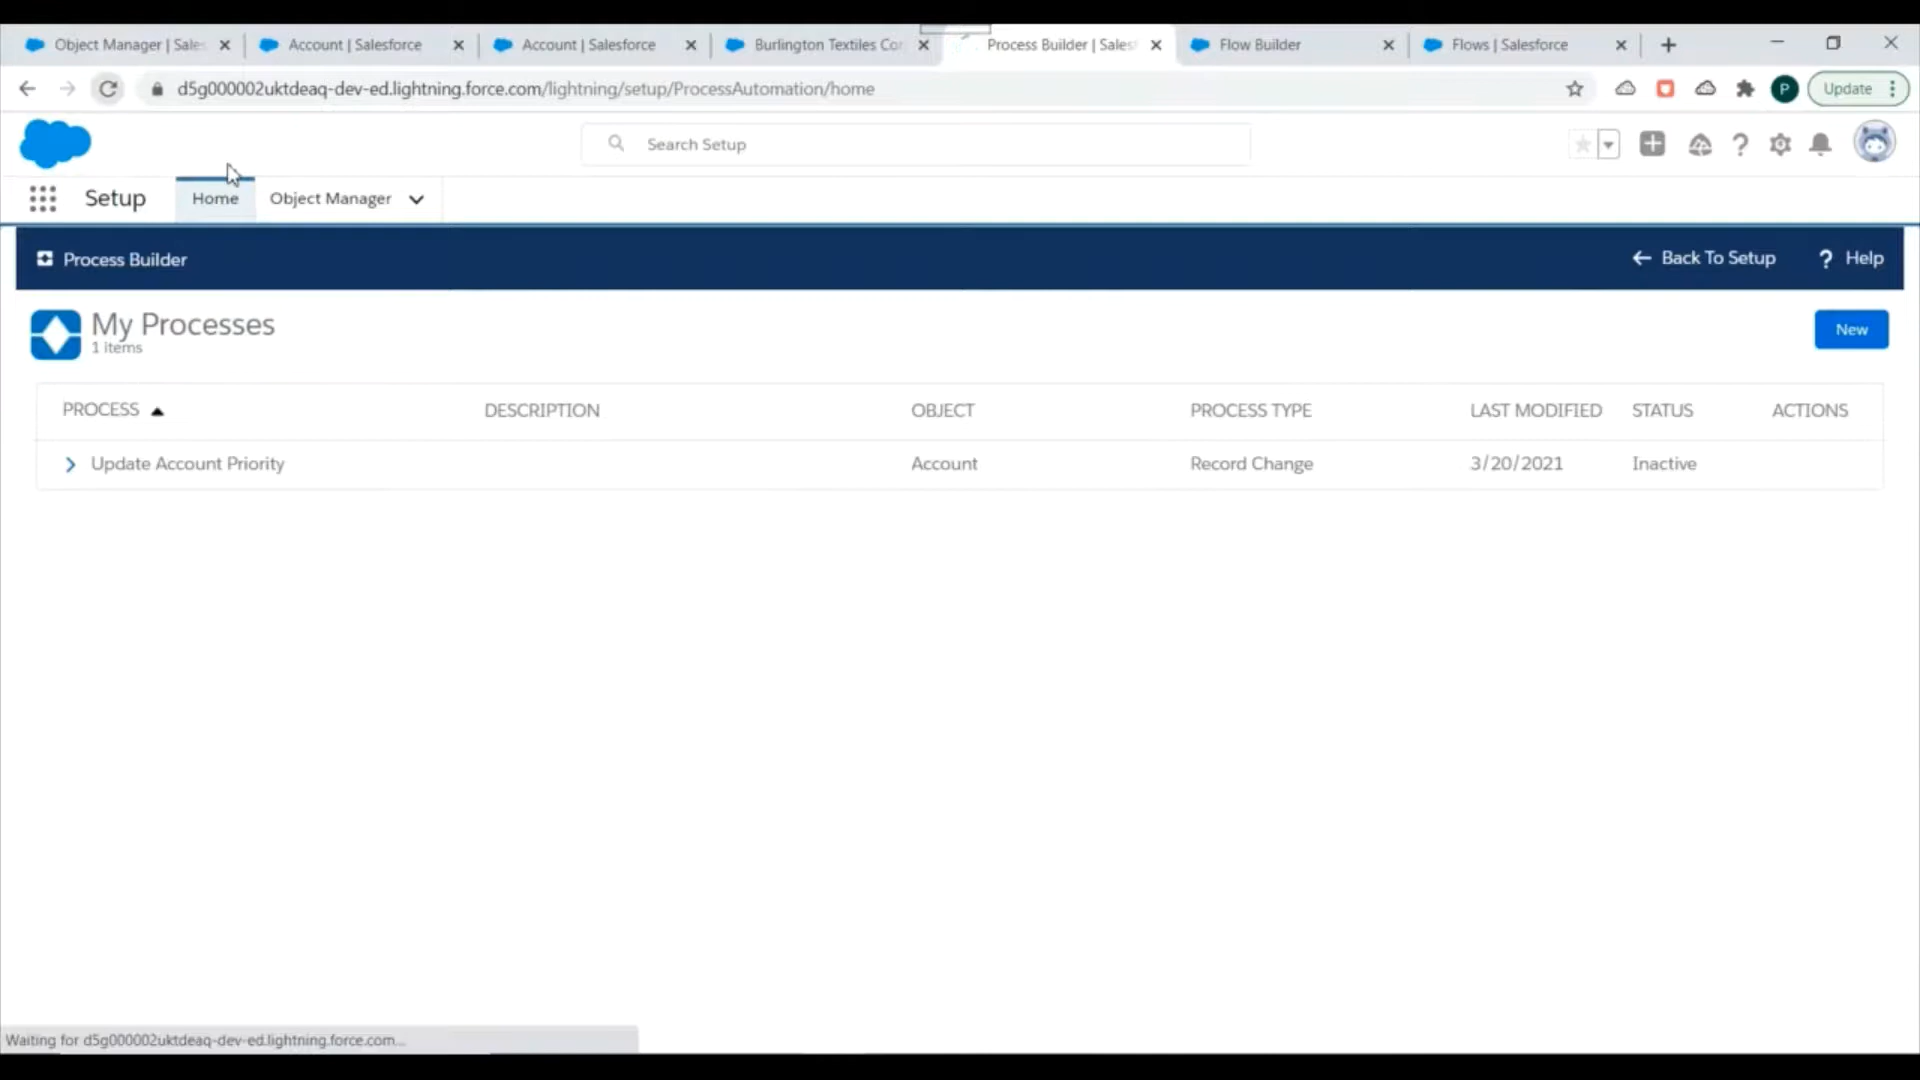 Object Manager | Sales
Account | Salesforce
Account | Salesforce
Burlington Textiles Cor
Process Builder | Sales
Flow Builder
Flows | Salesforce
d5g000002uktdeaq-dev-ed.lightning.force.com/lightning/setup/ProcessAutomation/home
P
Update
Search Setup
Setup
Home
Object Manager
Process Builder
Back To Setup
? Help
My Processes
1 items
New
PROCESS DESCRIPTION OBJECT PROCESS TYPE LAST MODIFIED STATUS ACTIONS
Update Account Priority Account Record Change 3/20/2021 Inactive
Waiting for d5g000002uktdeaq-dev-ed.lightning.force.com...